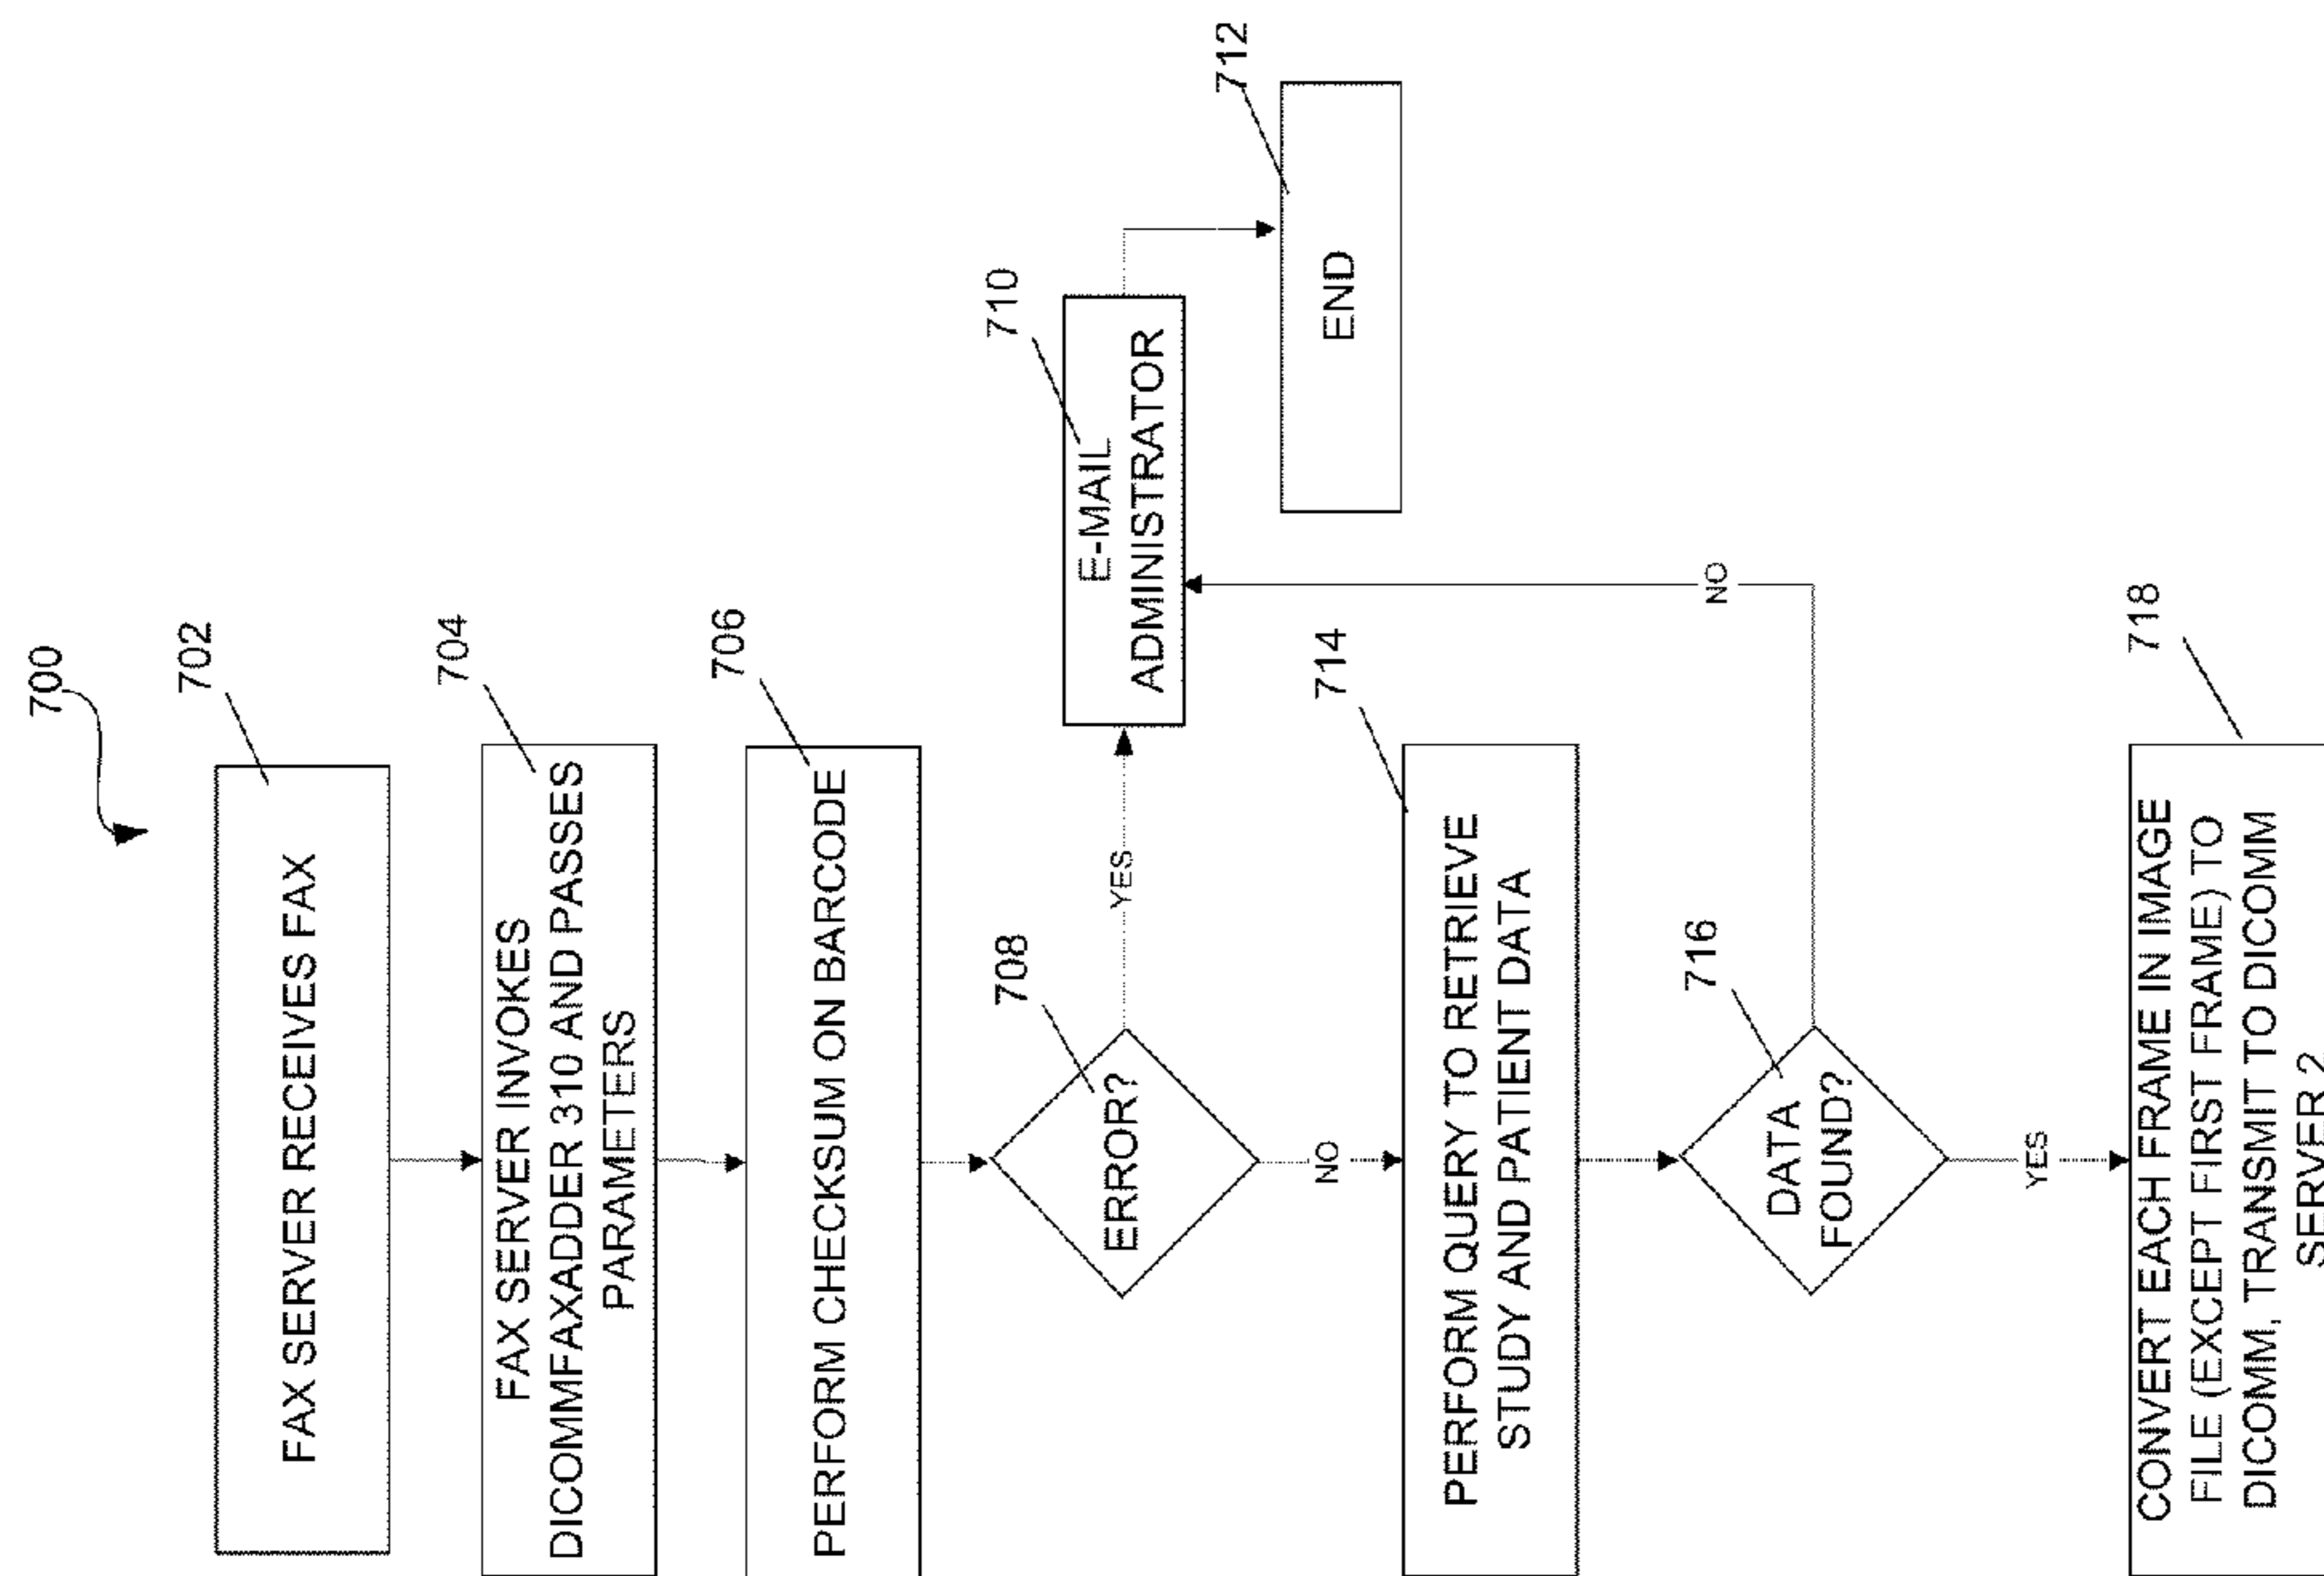 700
702
FAX SERVER RECEIVES FAX
704
FAX SERVER INVOKES
DICOMMFAXADDER 310 AND PASSES
PARAMETERS
706
PERFORM CHECKSUM ON BARCODE
708
ERROR?
YES
710
E-MAIL
ADMINISTRATOR
712
END
NO
714
PERFORM QUERY TO RETRIEVE
STUDY AND PATIENT DATA
716
DATA
FOUND?
NO
YES
718
CONVERT EACH FRAME IN IMAGE
FILE (EXCEPT FIRST FRAME) TO
DICOMM, TRANSMIT TO DICOMM
SERVER 2